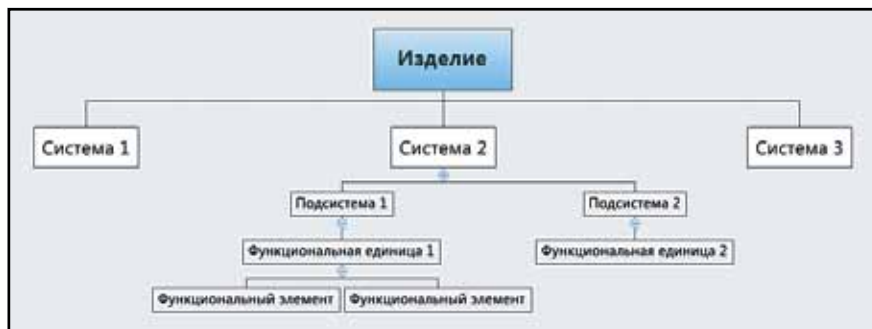 Изделие
Система 1
Система 2
Система 3
Подсистема 1
Подсистема 2
Функциональная единица 1
Функциональная единица 2
Функциональный элемент
Функциональный элемент